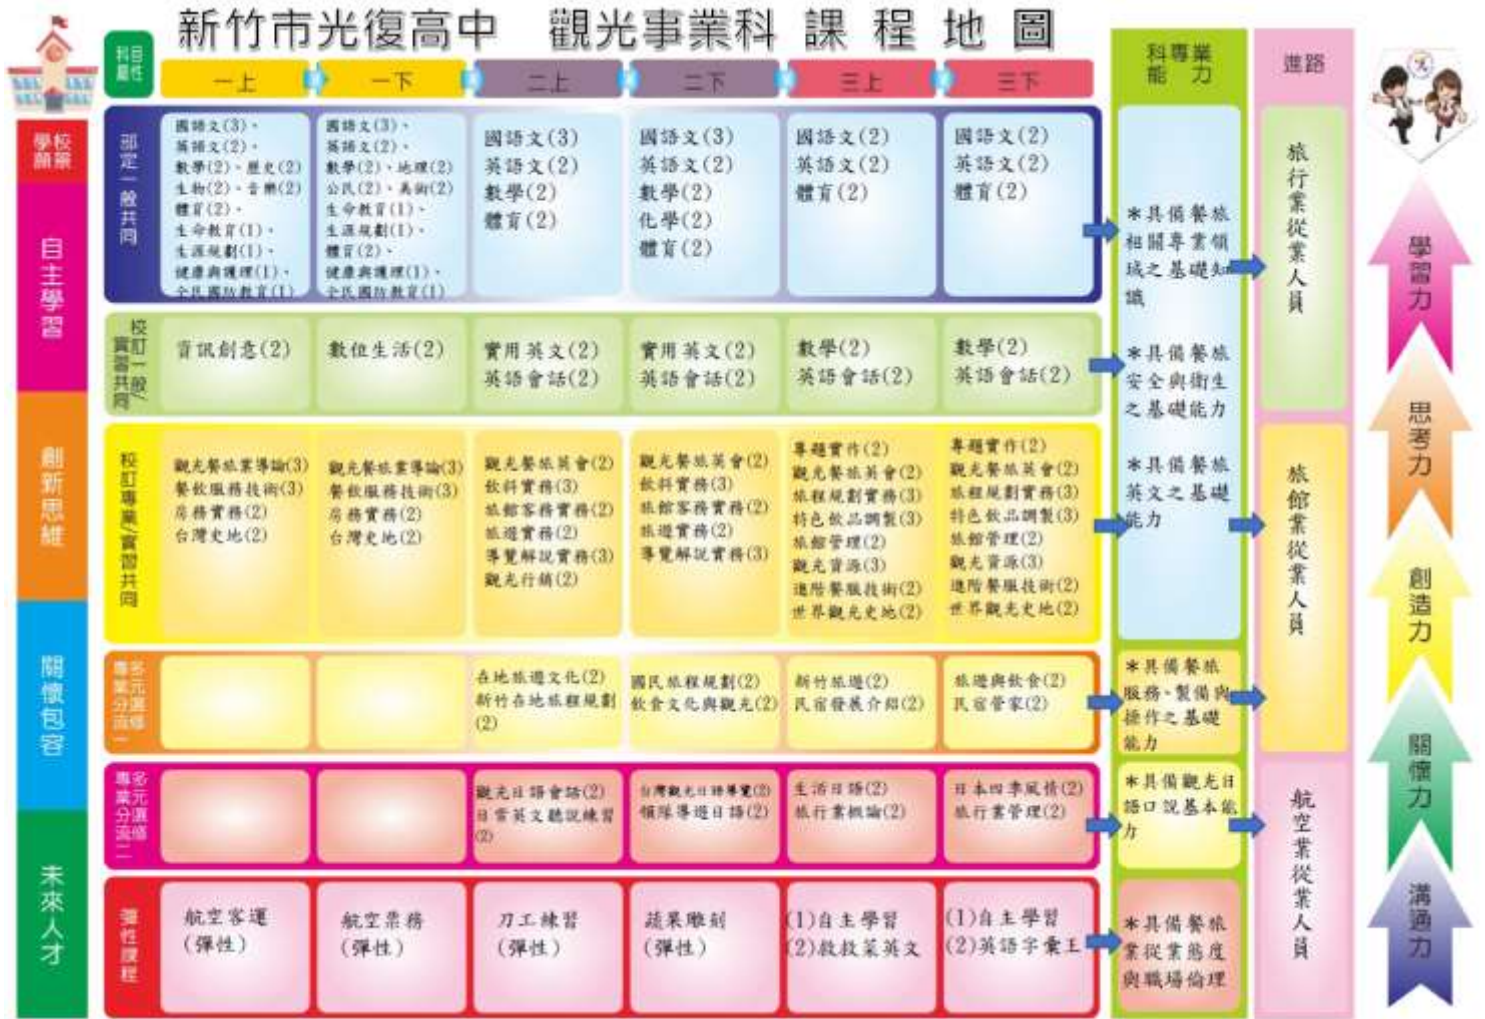 新竹市光復高中 觀光事業科 課程地圖
科目屬性
一上
一下
二上
二下
三上
三下
科專業能力
進路
學校願景
自主學習
創新思維
關懷包容
未來人才
部定一般共同
國語文(3)、
英語文(2)、
數學(2)、歷史(2)
生物(2)、音樂(2)
體育(2)、
生命教育(1)、
生涯規劃(1)、
健康與護理(1)、
全民國防教育(1)
國語文(3)、
英語文(2)、
數學(2)、地理(2)
公民(2)、美術(2)
生命教育(1)、
生涯規劃(1)、
體育(2)、
健康與護理(1)、
全民國防教育(1)
國語文(3)
英語文(2)
數學(2)
體育(2)
國語文(3)
英語文(2)
數學(2)
化學(2)
體育(2)
國語文(2)
英語文(2)
體育(2)
國語文(2)
英語文(2)
體育(2)
校訂一般/實習共同
資訊創意(2)
數位生活(2)
實用英文(2)
英語會話(2)
實用英文(2)
英語會話(2)
數學(2)
英語會話(2)
數學(2)
英語會話(2)
校訂專業/實習共同
觀光餐旅業導論(3)
餐飲服務技術(3)
房務實務(2)
台灣史地(2)
觀光餐旅業導論(3)
餐飲服務技術(3)
房務實務(2)
台灣史地(2)
觀光餐旅英會(2)
飲料實務(3)
旅館客務實務(2)
旅遊實務(2)
導覽解說實務(3)
觀光行銷(2)
觀光餐旅英會(2)
飲料實務(3)
旅館客務實務(2)
旅遊實務(2)
導覽解說實務(3)
專題實作(2)
觀光餐旅英會(2)
旅程規劃實務(3)
特色飲品調製(3)
旅館管理(2)
觀光資源(3)
進階餐服技術(2)
世界觀光史地(2)
專題實作(2)
觀光餐旅英會(2)
旅程規劃實務(3)
特色飲品調製(3)
旅館管理(2)
觀光資源(3)
進階餐服技術(2)
世界觀光史地(2)
多元選修專業分流一
在地旅遊文化(2)
新竹在地旅程規劃
(2)
國民旅程規劃(2)
飲食文化與觀光(2)
新竹旅遊(2)
民宿發展介紹(2)
旅遊與飲食(2)
民宿管家(2)
多元選修專業分流二
觀光日語會話(2)
日常英文聽說練習
(2)
台灣觀光日語導覽(2)
領隊導遊日語(2)
生活日語(2)
旅行業概論(2)
日本四季風情(2)
旅行業管理(2)
彈性課程
航空客運
(彈性)
航空票務
(彈性)
刀工練習
(彈性)
蔬果雕刻
(彈性)
(1)自主學習
(2)救救菜英文
(1)自主學習
(2)英語字彙王
*具備餐旅
相關專業領
域之基礎知
識
*具備餐旅
安全與衛生
之基礎能力
*具備餐旅
英文之基礎
能力
*具備餐旅
服務、製備與
操作之基礎
能力
*具備觀光日
語口說基本能
力
*具備餐旅
業從業態度
與職場倫理
旅行業從業人員
旅館業從業人員
航空業從業人員
學習力
思考力
創造力
關懷力
溝通力